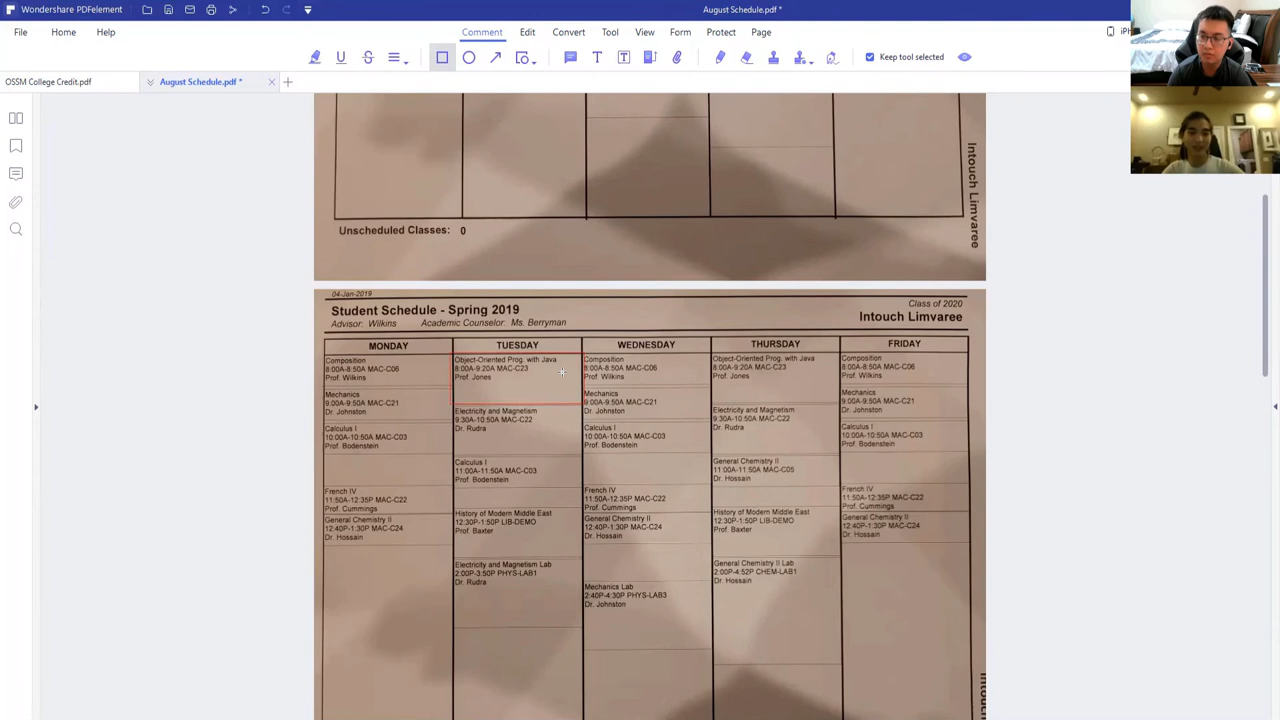 Wondershare PDFelement
August Schedule.pdf *
File Home Help Comment Edit Convert Tool View Form Protect Page
Keep tool selected
OSSM College Credit.pdf
August Schedule.pdf *
Intouch Limvaree
Unscheduled Classes: 0
04-Jan-2019
Class of 2020
Student Schedule - Spring 2019
Intouch Limvaree
Advisor: Wilkins Academic Counselor: Ms. Berryman
MONDAY
Composition
8:00A-8:50A MAC-C06
Prof. Wilkins
Mechanics
9:00A-9:50A MAC-C21
Dr. Johnston
Calculus I
10:00A-10:50A MAC-C03
Prof. Bodenstein
French IV
11:50A-12:35P MAC-C22
Prof. Cummings
General Chemistry II
12:40P-1:30P MAC-C24
Dr. Hossain
TUESDAY
Object-Oriented Prog. with Java
8:00A-9:20A MAC-C23
Prof. Jones
Electricity and Magnetism
9:30A-10:50A MAC-C22
Dr. Rudra
Calculus I
11:00A-11:50A MAC-C03
Prof. Bodenstein
History of Modern Middle East
12:30P-1:50P LIB-DEMO
Prof. Baxter
Electricity and Magnetism Lab
2:00P-3:50P PHYS-LAB1
Dr. Rudra
WEDNESDAY
Composition
8:00A-8:50A MAC-C06
Prof. Wilkins
Mechanics
9:00A-9:50A MAC-C21
Dr. Johnston
Calculus I
10:00A-10:50A MAC-C03
Prof. Bodenstein
French IV
11:50A-12:35P MAC-C22
Prof. Cummings
General Chemistry II
12:40P-1:30P MAC-C24
Dr. Hossain
Mechanics Lab
2:40P-4:30P PHYS-LAB3
Dr. Johnston
THURSDAY
Object-Oriented Prog. with Java
8:00A-9:20A MAC-C23
Prof. Jones
Electricity and Magnetism
9:30A-10:50A MAC-C22
Dr. Rudra
General Chemistry II
11:00A-11:50A MAC-C05
Dr. Hossain
History of Modern Middle East
12:30P-1:50P LIB-DEMO
Prof. Baxter
General Chemistry II Lab
2:00P-4:52P CHEM-LAB1
Dr. Hossain
FRIDAY
Composition
8:00A-8:50A MAC-C06
Prof. Wilkins
Mechanics
9:00A-9:50A MAC-C21
Dr. Johnston
Calculus I
10:00A-10:50A MAC-C03
Prof. Bodenstein
French IV
11:50A-12:35P MAC-C22
Prof. Cummings
General Chemistry II
12:40P-1:30P MAC-C24
Dr. Hossain